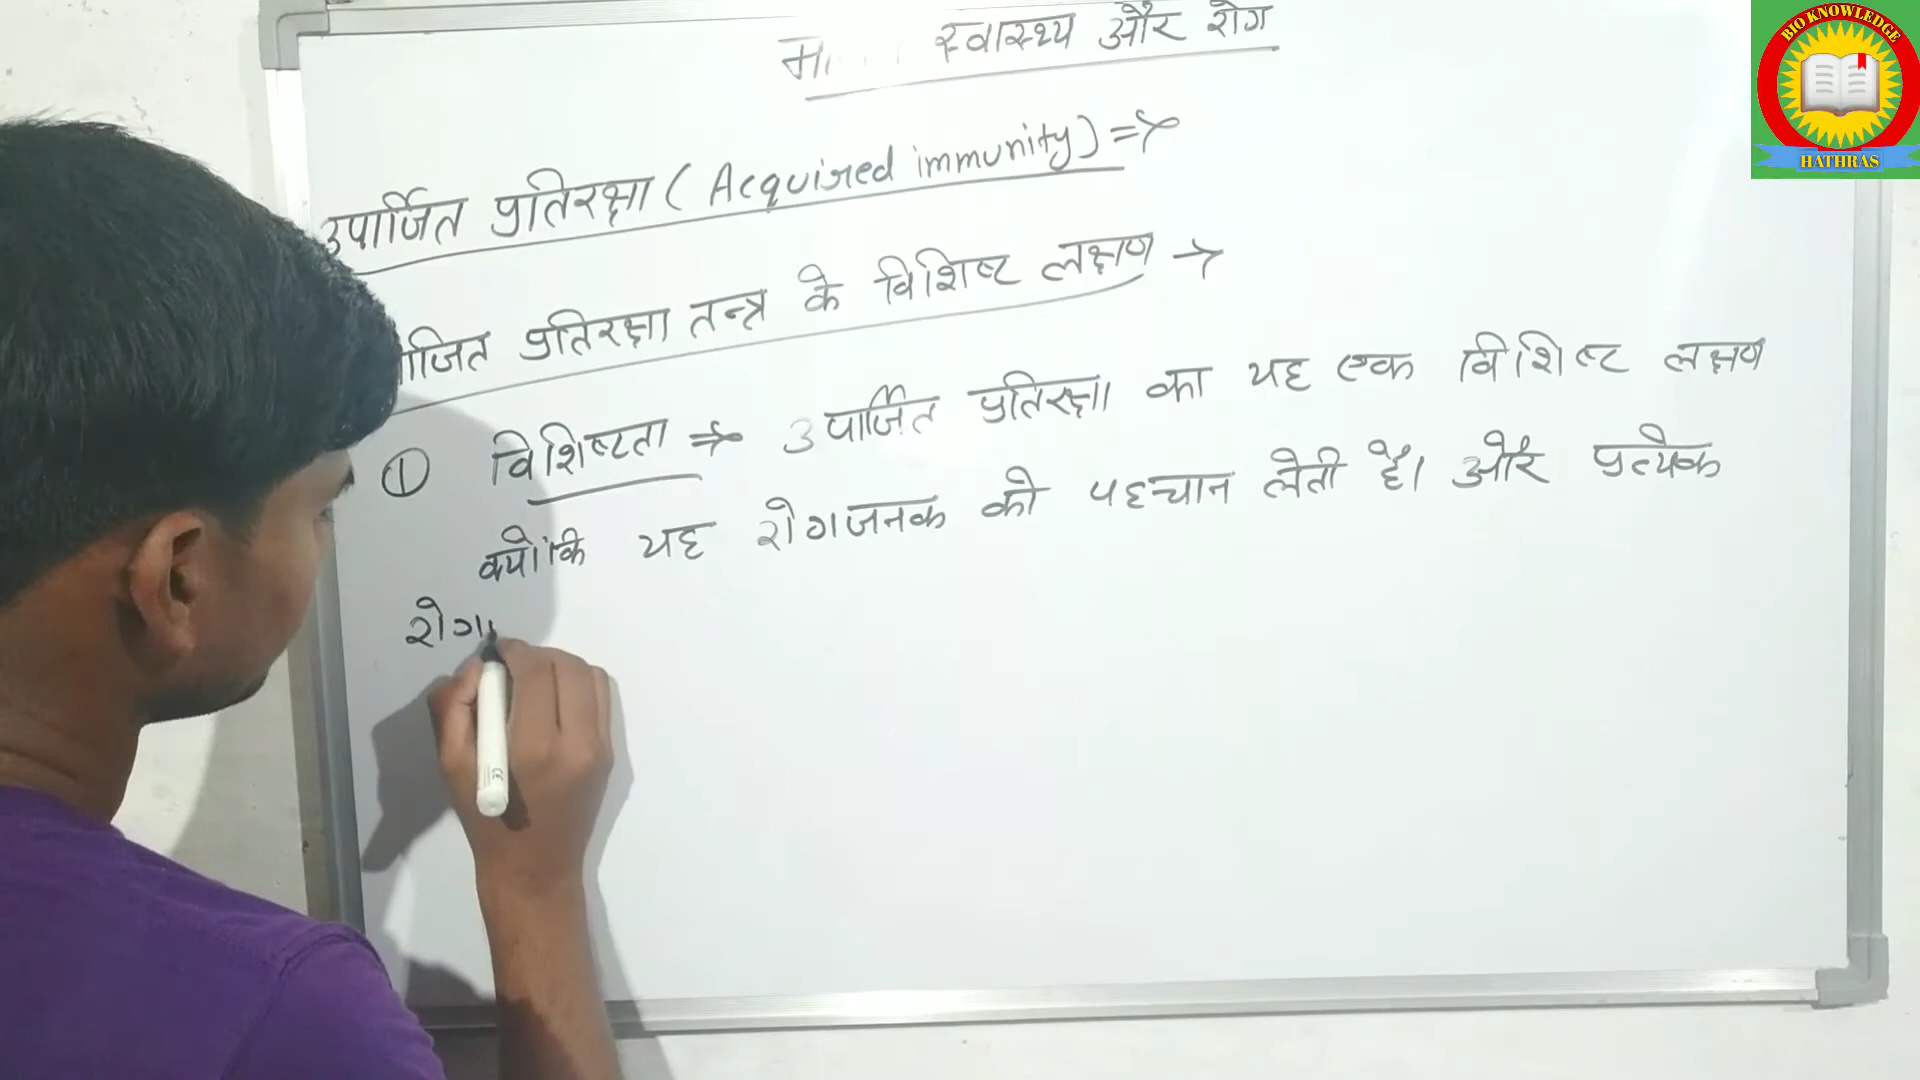 स्वास्थ्य और रोग
BIO KNOWLEDGE
HATHRAS
उपार्जित प्रतिरक्षा ( Acquired immunity) =>
प्रतिरक्षा तन्त्र के विशिष्ट लक्षण →
① विशिष्टता => उपार्जित प्रतिरक्षा का यह एक विशिष्ट लक्षण
क्योंकि यह रोगजनक को पहचान लेती है। और प्रत्येक
रोग